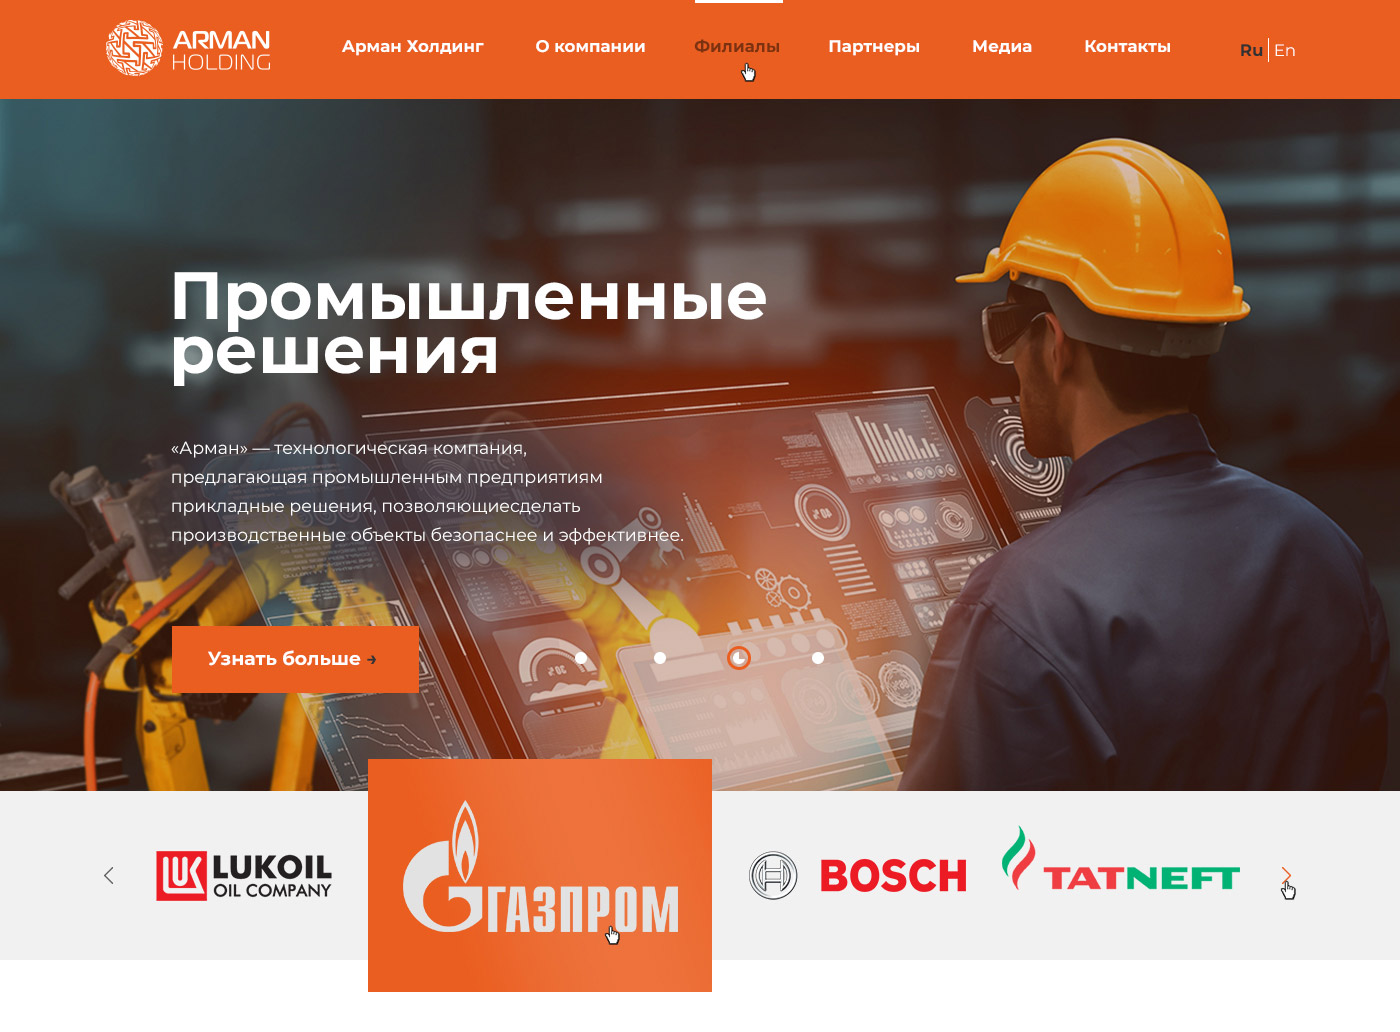 ARMAN
HOLDING
Арман Холдинг
О компании
Филиалы
Партнеры
Медиа
Контакты
Ru
En
Промышленные
решения
«Арман» — технологическая компания,
предлагающая промышленным предприятиям
прикладные решения, позволяющиесделать
производственные объекты безопаснее и эффективнее.
Узнать больше →
LUK
LUKOIL
OIL COMPANY
ГАЗПРОМ
BOSCH
TATNEFT